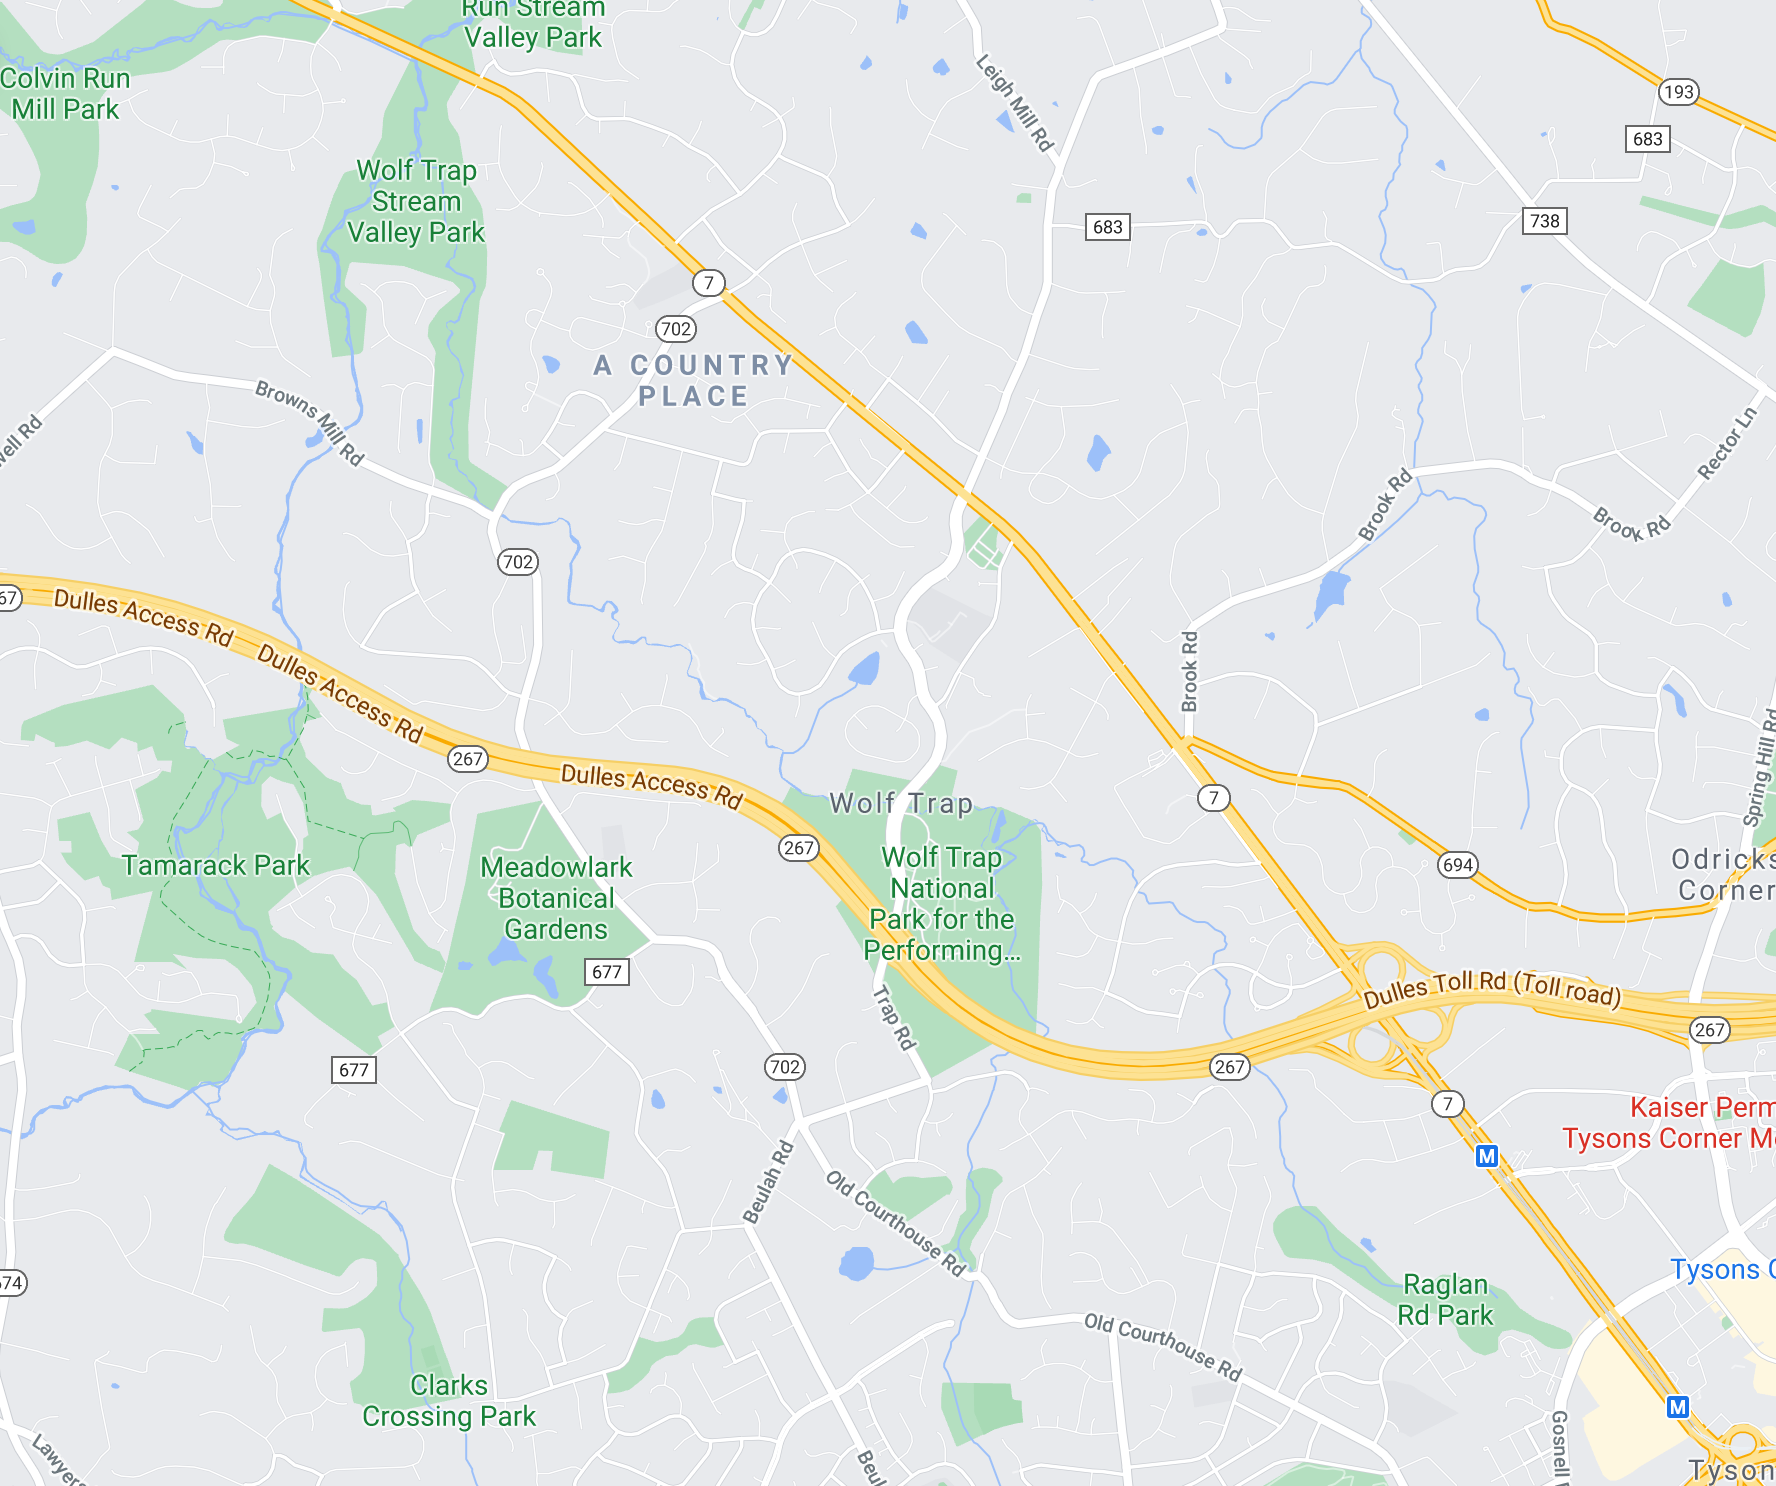 Run Stream
Valley Park
Colvin Run
Mill Park
Leigh Mill Rd
193
683
Wolf Trap
Stream
Valley Park
683
738
7
702
A COUNTRY
PLACE
Browns Mill Rd
Rector Ln
Brook Rd
Brook Rd
702
67
Dulles Access Rd
Dulles Access Rd
Brook Rd
267
Dulles Access Rd
Wolf Trap
7
Spring Hill Rd
267
694
Odricks
Corner
Tamarack Park
Meadowlark
Botanical
Gardens
Wolf Trap
National
Park for the
Performing...
677
Dulles Toll Rd (Toll road)
Trap Rd
267
677
702
267
7
Kaiser Perm
Tysons Corner M
M
Beulah Rd
Old Courthouse Rd
674
Tysons
Raglan
Rd Park
Old Courthouse Rd
Clarks
Crossing Park
M
Lawyers
Beul
Gosnell
Tyson